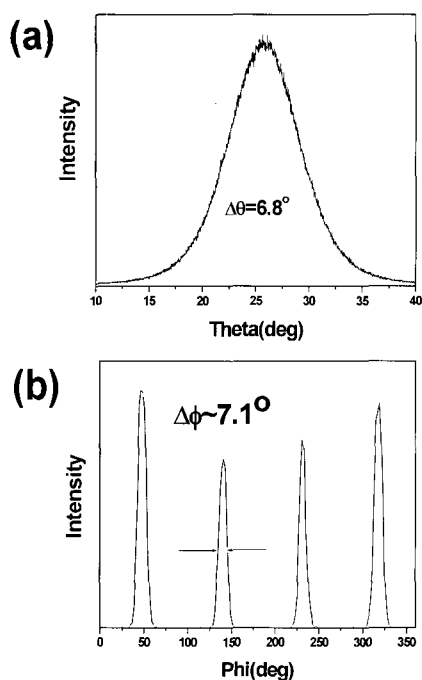 (a)
Intensity
Δθ=6.8°
10 15 20 25 30 35 40
Theta(deg)
(b)
Intensity
Δϕ~7.1°
0 50 100 150 200 250 300 350
Phi(deg)